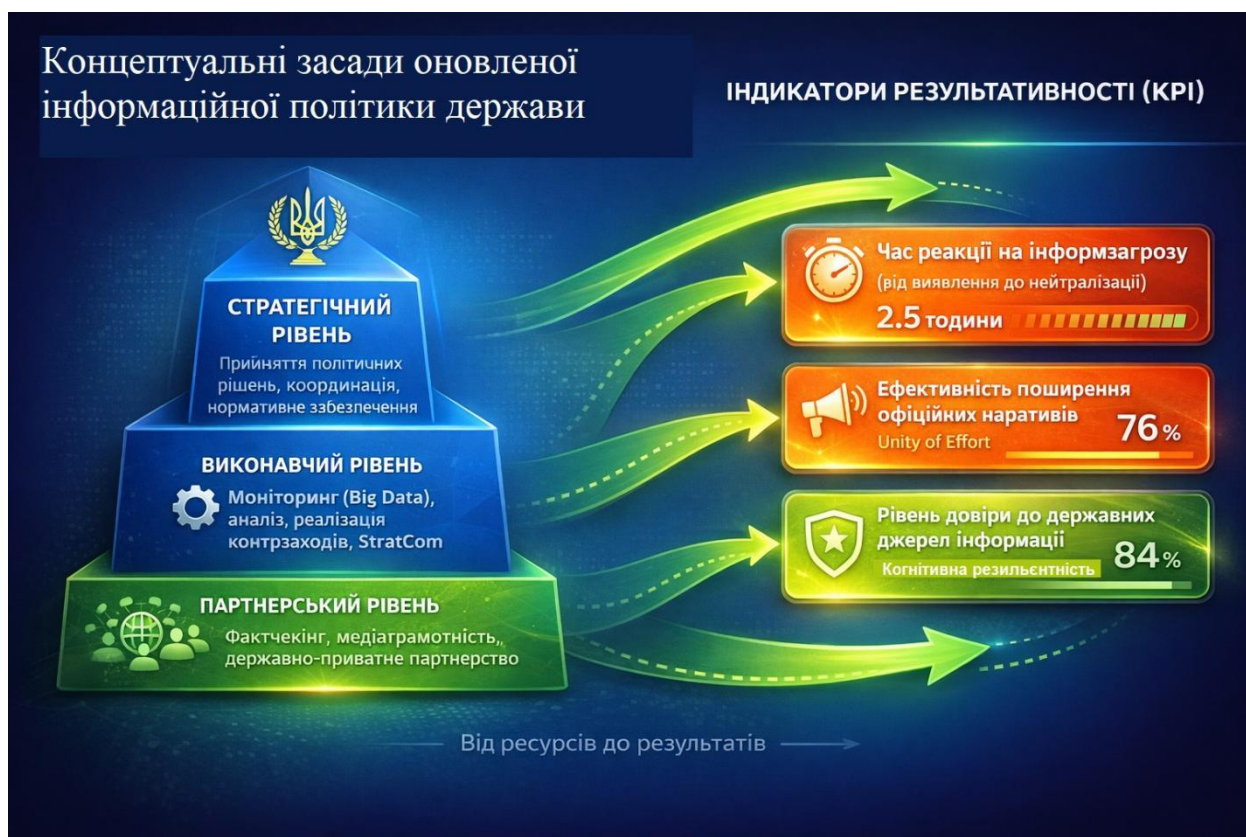 Концептуальні засади оновленої
інформаційної політики держави
ІНДИКАТОРИ РЕЗУЛЬТАТИВНОСТІ (KPI)
СТРАТЕГІЧНИЙ
РІВЕНЬ
Прийняття політичних
рішень, координація,
нормативне ззбезпечення
ВИКОНАВЧИЙ РІВЕНЬ
Моніторинг (Big Data),
аналіз, реалізація
контрзаходів, StratCom
ПАРТНЕРСЬКИЙ РІВЕНЬ
Фактчекінг, медіаграмотність,,
державно-приватне партнерство
Час реакції на інформзагрозу
(від виявлення до нейтралізації)
2.5 години
Ефективність поширення
офіційних наративів
Unity of Effort
76%
Рівень довіри до державних
джерел інформації
Когнітивна резильєнтність
84%
Від ресурсів до результатів